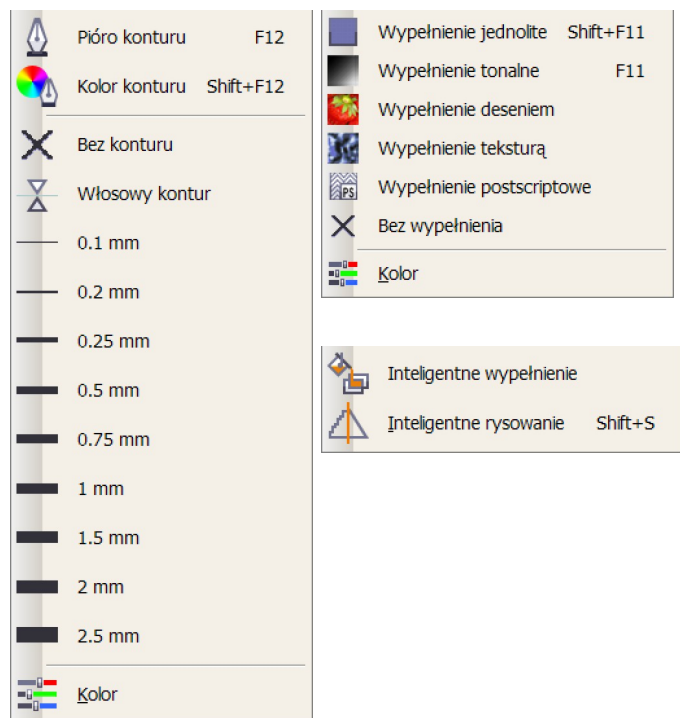 Pióro konturu F12
Kolor konturu Shift+F12
Bez konturu
Włosowy kontur
0.1 mm
0.2 mm
0.25 mm
0.5 mm
0.75 mm
1 mm
1.5 mm
2 mm
2.5 mm
Kolor
Wypełnienie jednolite Shift+F11
Wypełnienie tonalne F11
Wypełnienie deseniem
Wypełnienie teksturą
PS Wypełnienie postscriptowe
Bez wypełnienia
Kolor
Inteligentne wypełnienie
Inteligentne rysowanie Shift+S